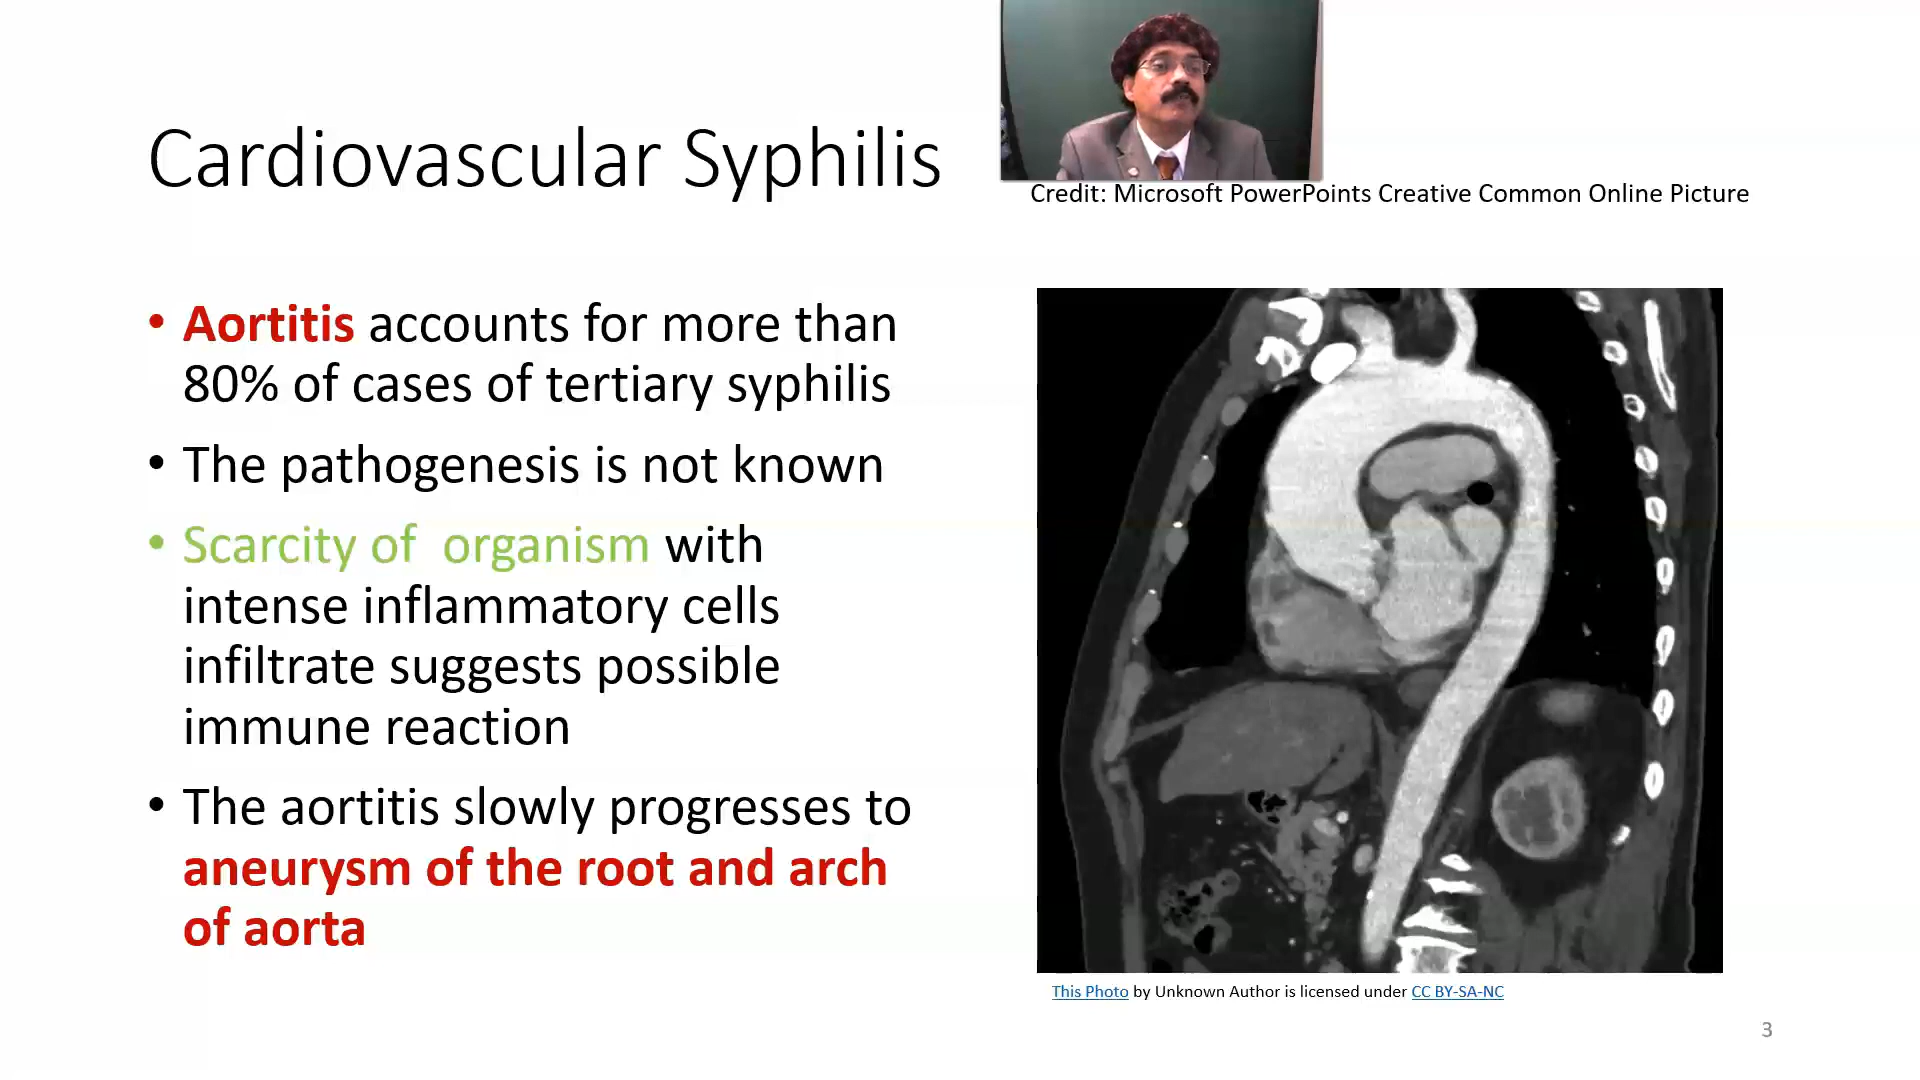 Cardiovascular Syphilis
Credit: Microsoft PowerPoints Creative Common Online Picture
• Aortitis accounts for more than
80% of cases of tertiary syphilis
• The pathogenesis is not known
• Scarcity of  organism with
intense inflammatory cells
infiltrate suggests possible
immune reaction
• The aortitis slowly progresses to
aneurysm of the root and arch
of aorta
This Photo by Unknown Author is licensed under CC BY-SA-NC
3